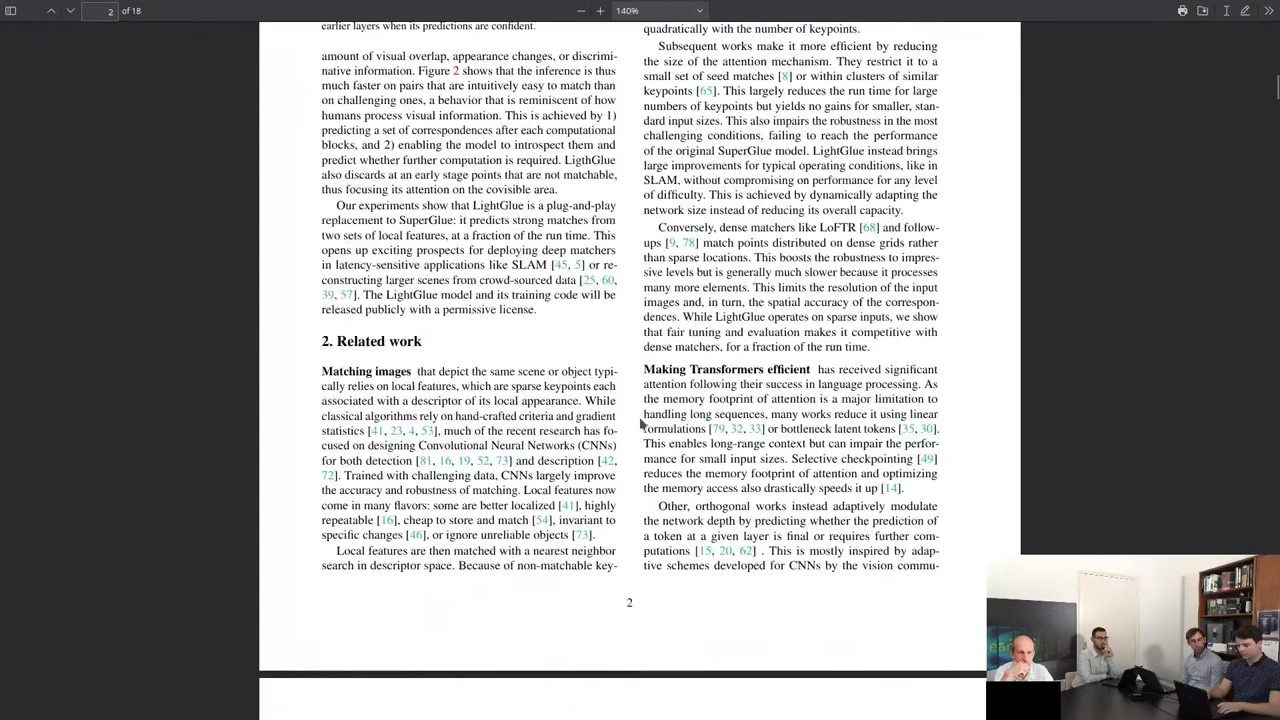 2 of 18
140%
earlier layers when its predictions are confident.
amount of visual overlap, appearance changes, or discrimi-
native information. Figure 2 shows that the inference is thus
much faster on pairs that are intuitively easy to match than
on challenging ones, a behavior that is reminiscent of how
humans process visual information. This is achieved by 1)
predicting a set of correspondences after each computational
blocks, and 2) enabling the model to introspect them and
predict whether further computation is required. LigthGlue
also discards at an early stage points that are not matchable,
thus focusing its attention on the covisible area.
Our experiments show that LightGlue is a plug-and-play
replacement to SuperGlue: it predicts strong matches from
two sets of local features, at a fraction of the run time. This
opens up exciting prospects for deploying deep matchers
in latency-sensitive applications like SLAM [45, 5] or re-
constructing larger scenes from crowd-sourced data [25, 60,
39, 57]. The LightGlue model and its training code will be
released publicly with a permissive license.
2. Related work
Matching images that depict the same scene or object typi-
cally relies on local features, which are sparse keypoints each
associated with a descriptor of its local appearance. While
classical algorithms rely on hand-crafted criteria and gradient
statistics [41, 23, 4, 53], much of the recent research has fo-
cused on designing Convolutional Neural Networks (CNNs)
for both detection [81, 16, 19, 52, 73] and description [42,
72]. Trained with challenging data, CNNs largely improve
the accuracy and robustness of matching. Local features now
come in many flavors: some are better localized [41], highly
repeatable [16], cheap to store and match [54], invariant to
specific changes [46], or ignore unreliable objects [73].
Local features are then matched with a nearest neighbor
search in descriptor space. Because of non-matchable key-
quadratically with the number of keypoints.
Subsequent works make it more efficient by reducing
the size of the attention mechanism. They restrict it to a
small set of seed matches [8] or within clusters of similar
keypoints [65]. This largely reduces the run time for large
numbers of keypoints but yields no gains for smaller, stan-
dard input sizes. This also impairs the robustness in the most
challenging conditions, failing to reach the performance
of the original SuperGlue model. LightGlue instead brings
large improvements for typical operating conditions, like in
SLAM, without compromising on performance for any level
of difficulty. This is achieved by dynamically adapting the
network size instead of reducing its overall capacity.
Conversely, dense matchers like LoFTR [68] and follow-
ups [9, 78] match points distributed on dense grids rather
than sparse locations. This boosts the robustness to impres-
sive levels but is generally much slower because it processes
many more elements. This limits the resolution of the input
images and, in turn, the spatial accuracy of the correspon-
dences. While LightGlue operates on sparse inputs, we show
that fair tuning and evaluation makes it competitive with
dense matchers, for a fraction of the run time.
Making Transformers efficient has received significant
attention following their success in language processing. As
the memory footprint of attention is a major limitation to
handling long sequences, many works reduce it using linear
formulations [79, 32, 33] or bottleneck latent tokens [35, 30].
This enables long-range context but can impair the perfor-
mance for small input sizes. Selective checkpointing [49]
reduces the memory footprint of attention and optimizing
the memory access also drastically speeds it up [14].
Other, orthogonal works instead adaptively modulate
the network depth by predicting whether the prediction of
a token at a given layer is final or requires further com-
putations [15, 20, 62] . This is mostly inspired by adap-
tive schemes developed for CNNs by the vision commu-
2